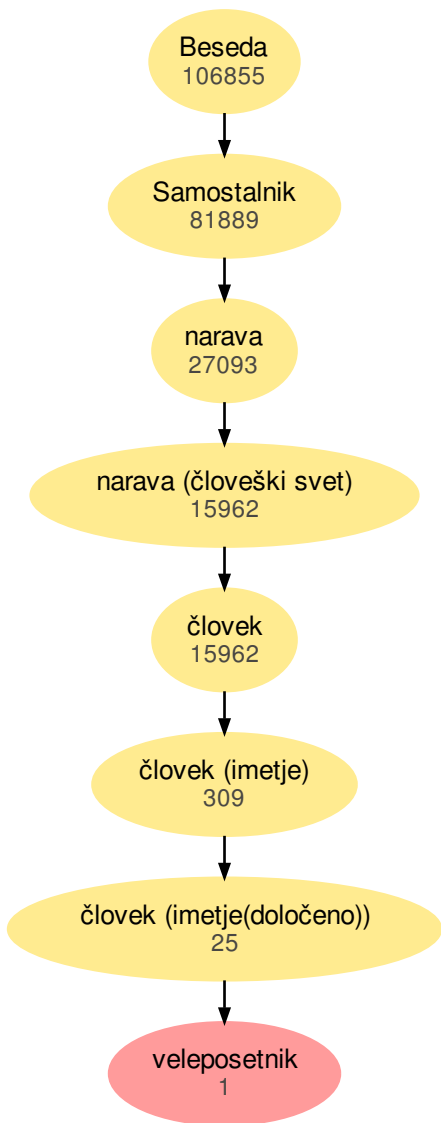 Beseda
106855
Samostalnik
81889
narava
27093
narava (človeški svet)
15962
človek
15962
človek (imetje)
309
človek (imetje(določeno))
25
veleposetnik
1